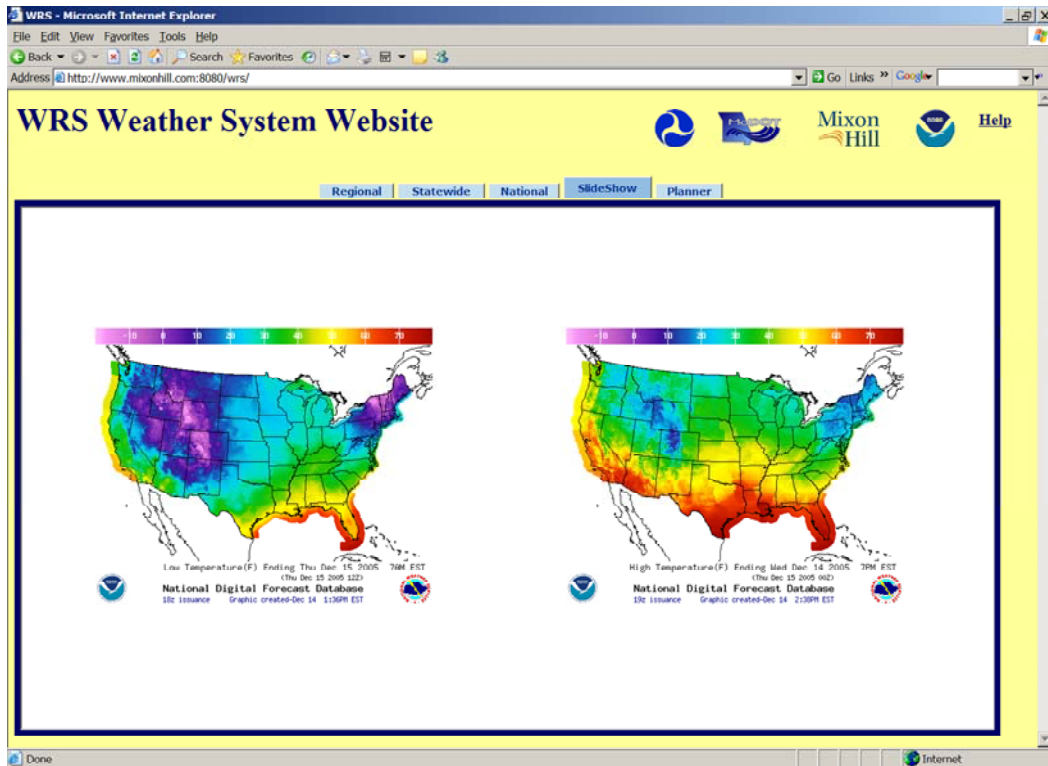 WRS - Microsoft Internet Explorer
File Edit View Favorites Tools Help
Back Search Favorites
Address http://www.mixonhill.com:8080/wrs/ Go Links » Google
WRS Weather System Website
MoDOT Mixon Hill NOAA Help
Regional Statewide National SlideShow Planner
-10 0 10 20 30 40 50 60 70
-10 0 10 20 30 40 50 60 70
Low Temperature(F) Ending Thu Dec 15 2005 7AM EST
(Thu Dec 15 2005 12Z)
National Digital Forecast Database
18z issuance Graphic created-Dec 14 1:36PM EST
High Temperature(F) Ending Wed Dec 14 2005 7PM EST
(Thu Dec 15 2005 00Z)
National Digital Forecast Database
19z issuance Graphic created-Dec 14 2:38PM EST
Done Internet